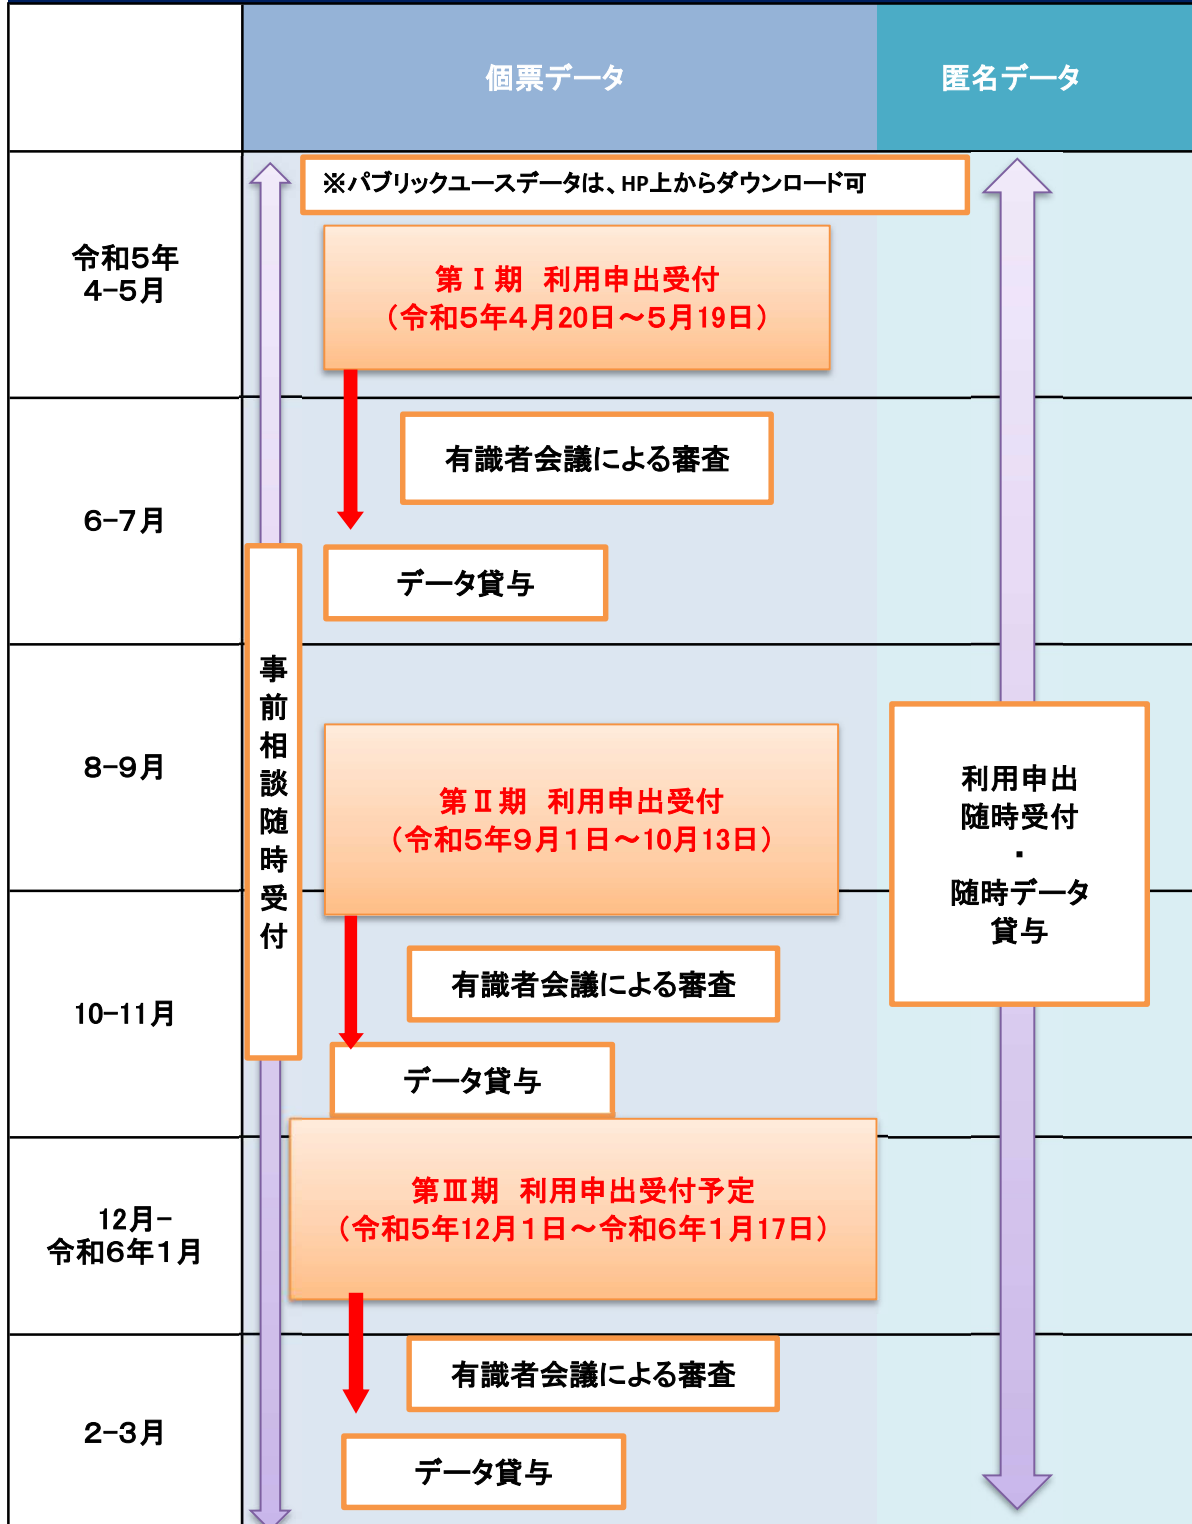 個票データ
匿名データ
※パブリックユースデータは、HP上からダウンロード可
令和５年
４－５月
第Ⅰ期　利用申出受付
（令和５年４月20日～５月19日）
６－７月
有識者会議による審査
データ貸与
事前相談随時受付
８－９月
第Ⅱ期　利用申出受付
（令和５年９月１日～10月13日）
利用申出
随時受付
・
随時データ
貸与
10－11月
有識者会議による審査
データ貸与
12月－
令和６年１月
第Ⅲ期　利用申出受付予定
（令和５年12月１日～令和６年１月17日）
２－３月
有識者会議による審査
データ貸与